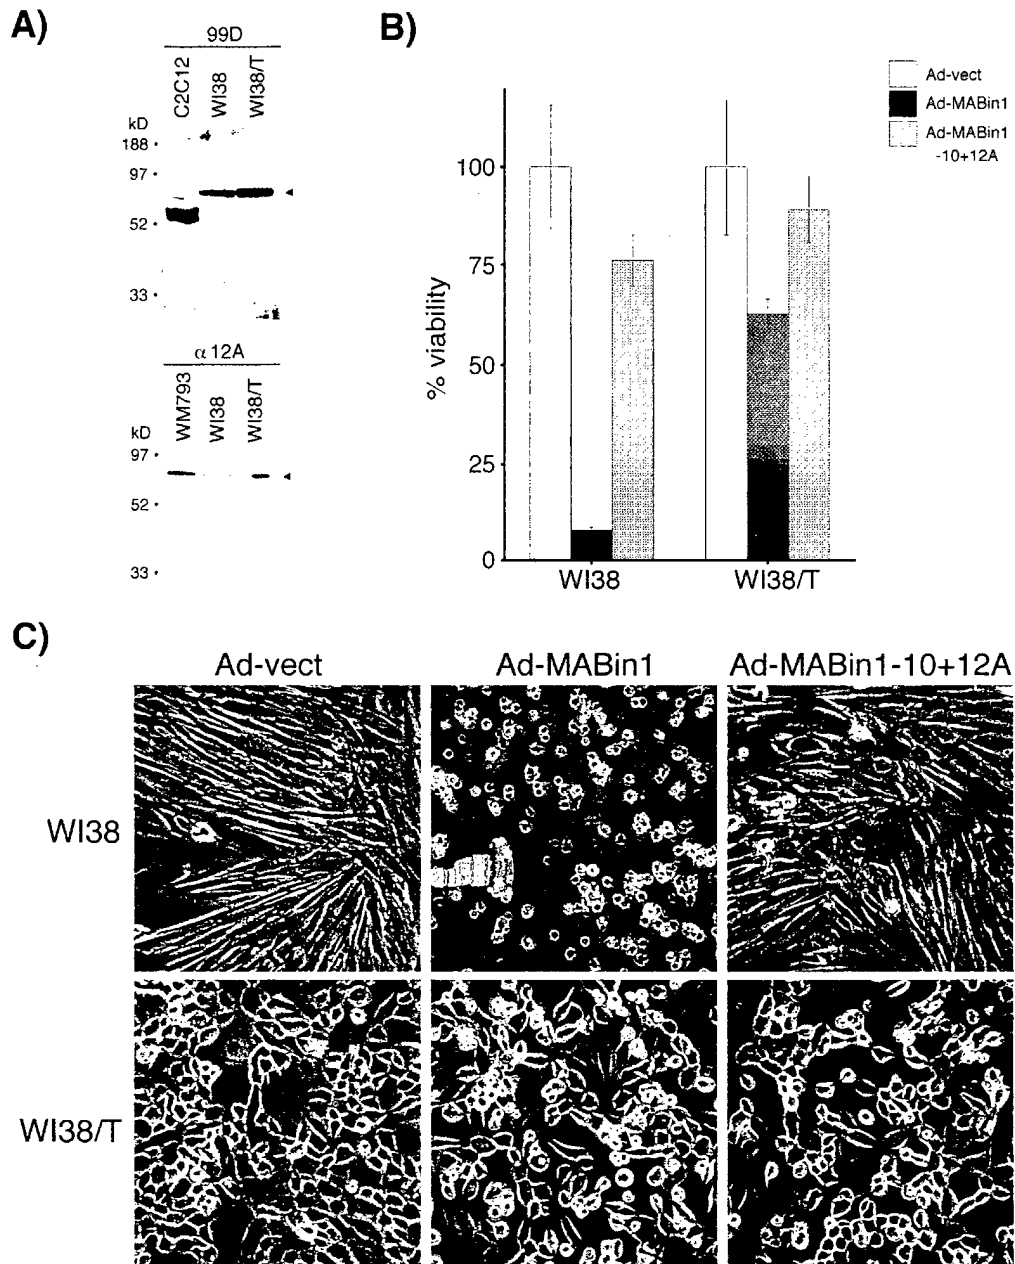 A)
99D
C2C12
WI38
WI38/T
kD
188
97
52
33
α12A
WM793
WI38
WI38/T
kD
97
52
33
B)
Ad-vect
Ad-MABin1
Ad-MABin1
-10+12A
% viability
100
75
50
25
0
WI38
WI38/T
C)
Ad-vect
Ad-MABin1
Ad-MABin1-10+12A
WI38
WI38/T